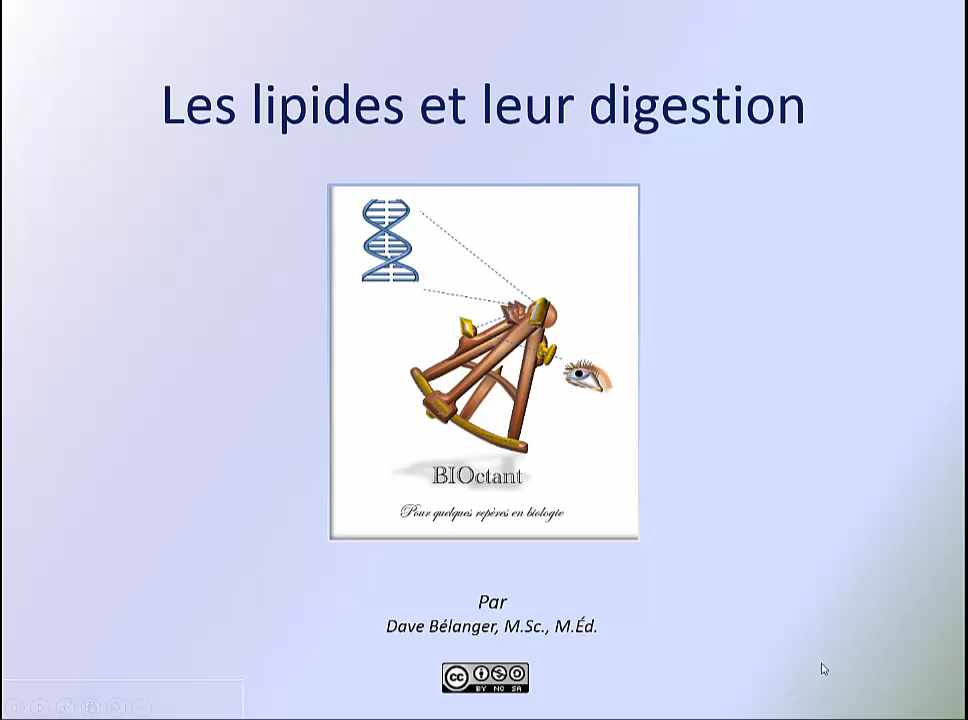 Les lipides et leur digestion
BIOctant
Pour quelques repères en biologie
Par
Dave Bélanger, M.Sc., M.Éd.
cc
BY NC SA